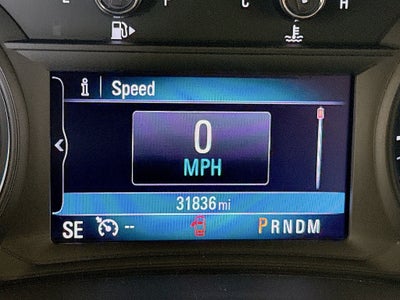 H
i Speed
0
MPH
31836 mi
SE -- PRNDM